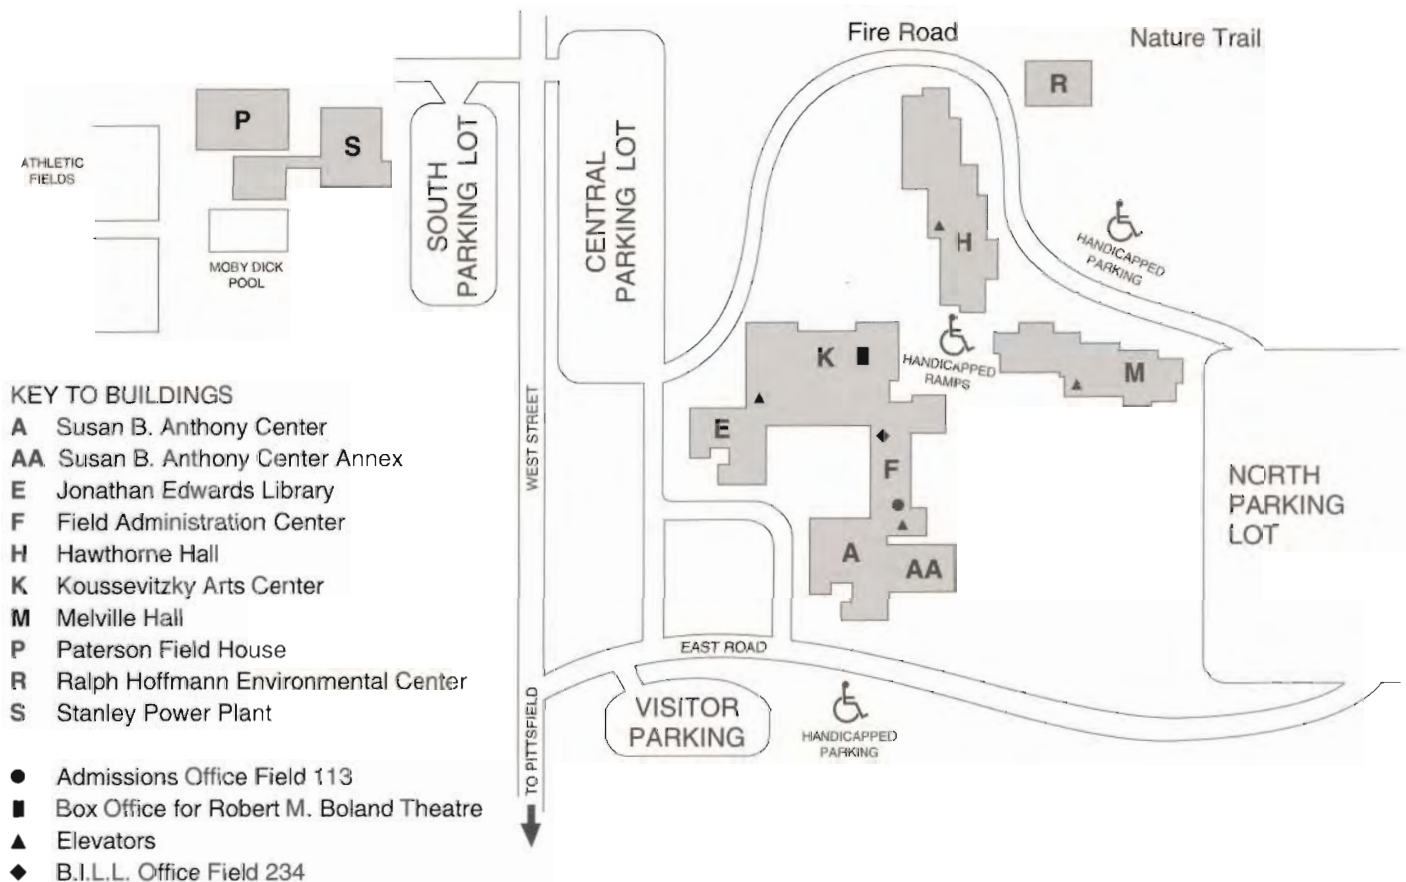 Fire Road
Nature Trail
R
P
S
ATHLETIC
FIELDS
MOBY DICK
POOL
SOUTH
PARKING LOT
CENTRAL
PARKING LOT
H
HANDICAPPED
PARKING
K
HANDICAPPED
RAMPS
M
E
F
A
AA
WEST STREET
NORTH
PARKING
LOT
EAST ROAD
VISITOR
PARKING
HANDICAPPED
PARKING
TO PITTSFIELD
KEY TO BUILDINGS
A Susan B. Anthony Center
AA Susan B. Anthony Center Annex
E Jonathan Edwards Library
F Field Administration Center
H Hawthorne Hall
K Koussevitzky Arts Center
M Melville Hall
P Paterson Field House
R Ralph Hoffmann Environmental Center
S Stanley Power Plant
Admissions Office Field 113
Box Office for Robert M. Boland Theatre
Elevators
B.I.L.L. Office Field 234